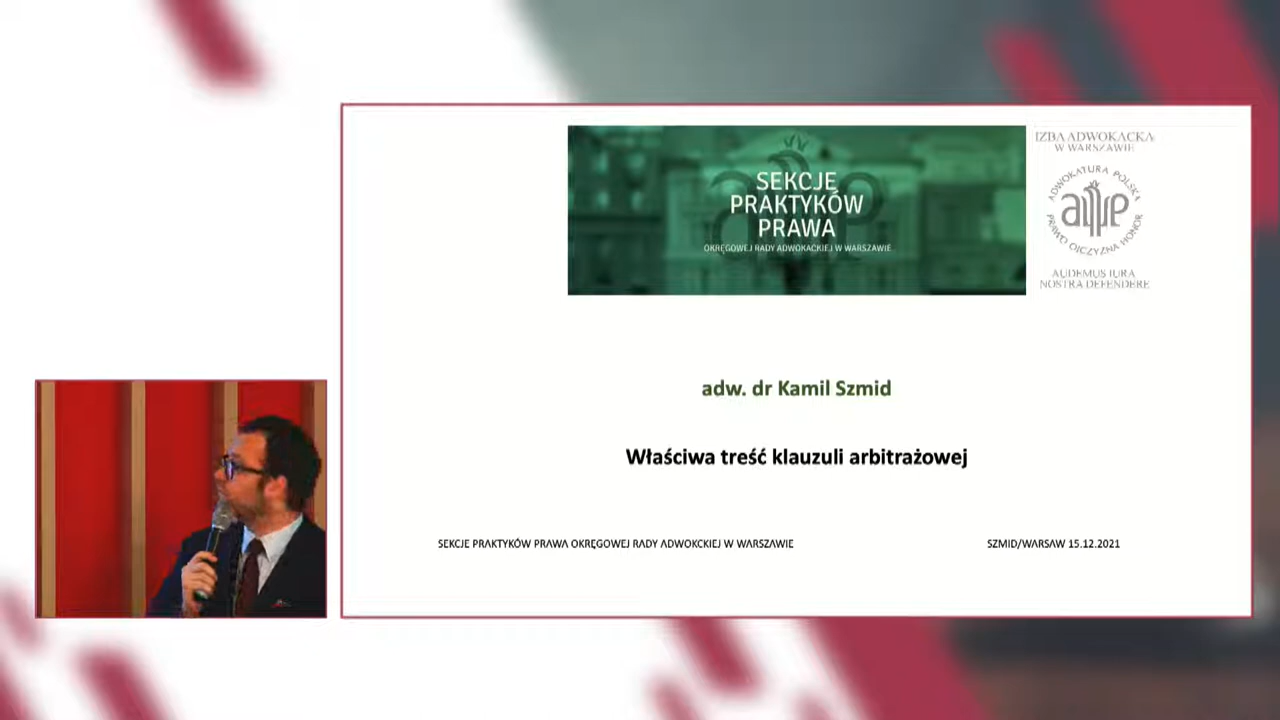 SEKCJE
PRAKTYKÓW
PRAWA
OKRĘGOWEJ RADY ADWOKACKIEJ W WARSZAWIE
IZBA ADWOKACKA
W WARSZAWIE
ADWOKATURA POLSKA
PRAWO OJCZYZNA HONOR
AUDEMUS IURA
NOSTRA DEFENDERE
adw. dr Kamil Szmid
Właściwa treść klauzuli arbitrażowej
SEKCJE PRAKTYKÓW PRAWA OKRĘGOWEJ RADY ADWOKCKIEJ W WARSZAWIE
SZMID/WARSAW 15.12.2021